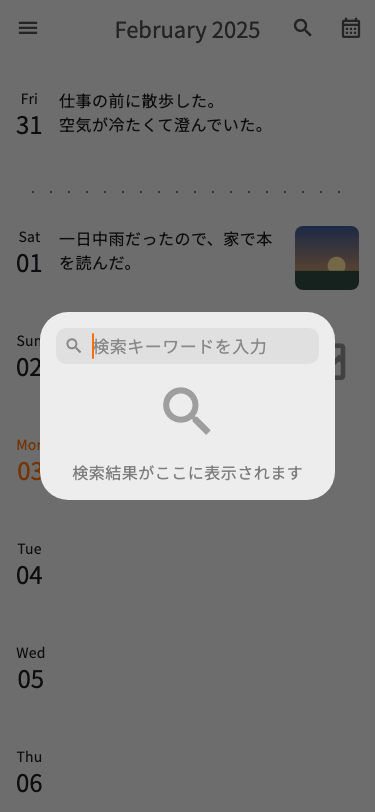 February 2025
Fri
31
仕事の前に散歩した。
空気が冷たくて澄んでいた。
Sat
01
一日中雨だったので、家で本
を読んだ。
Sun
02
検索キーワードを入力
検索結果がここに表示されます
Mon
03
Tue
04
Wed
05
Thu
06